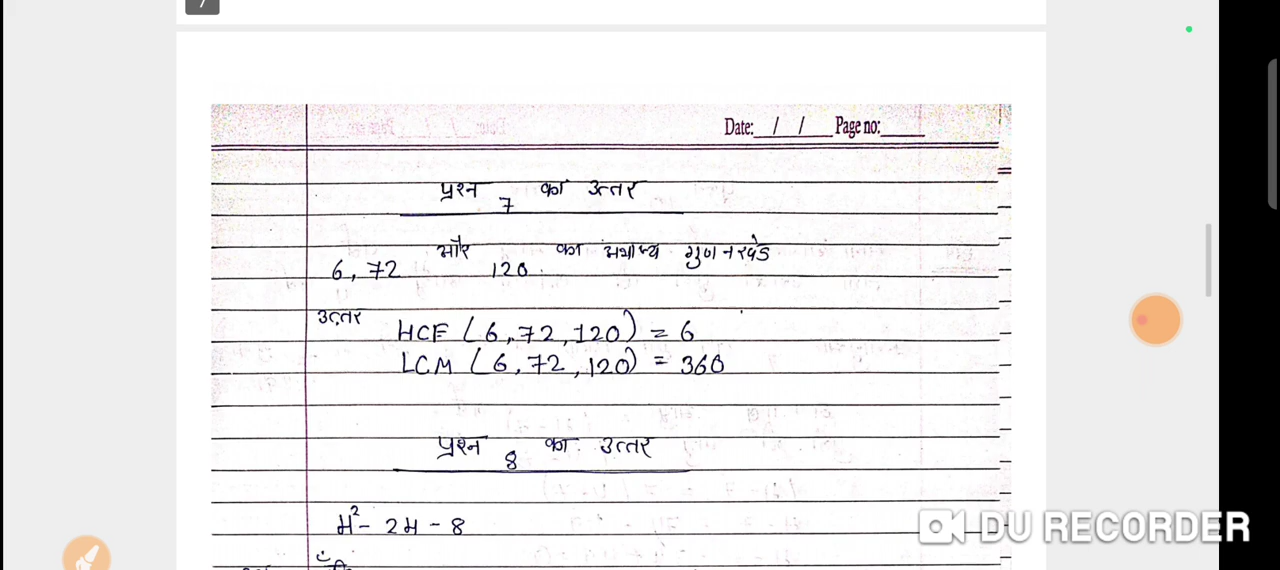 7
Date: / / Page no:
प्रश्न 7 का उत्तर
6, 72 और 120 का अभाज्य गुणनखंड
उत्तर HCF (6, 72, 120) = 6
LCM (6, 72, 120) = 360
प्रश्न 8 का उत्तर
x² - 2x - 8
DU RECORDER